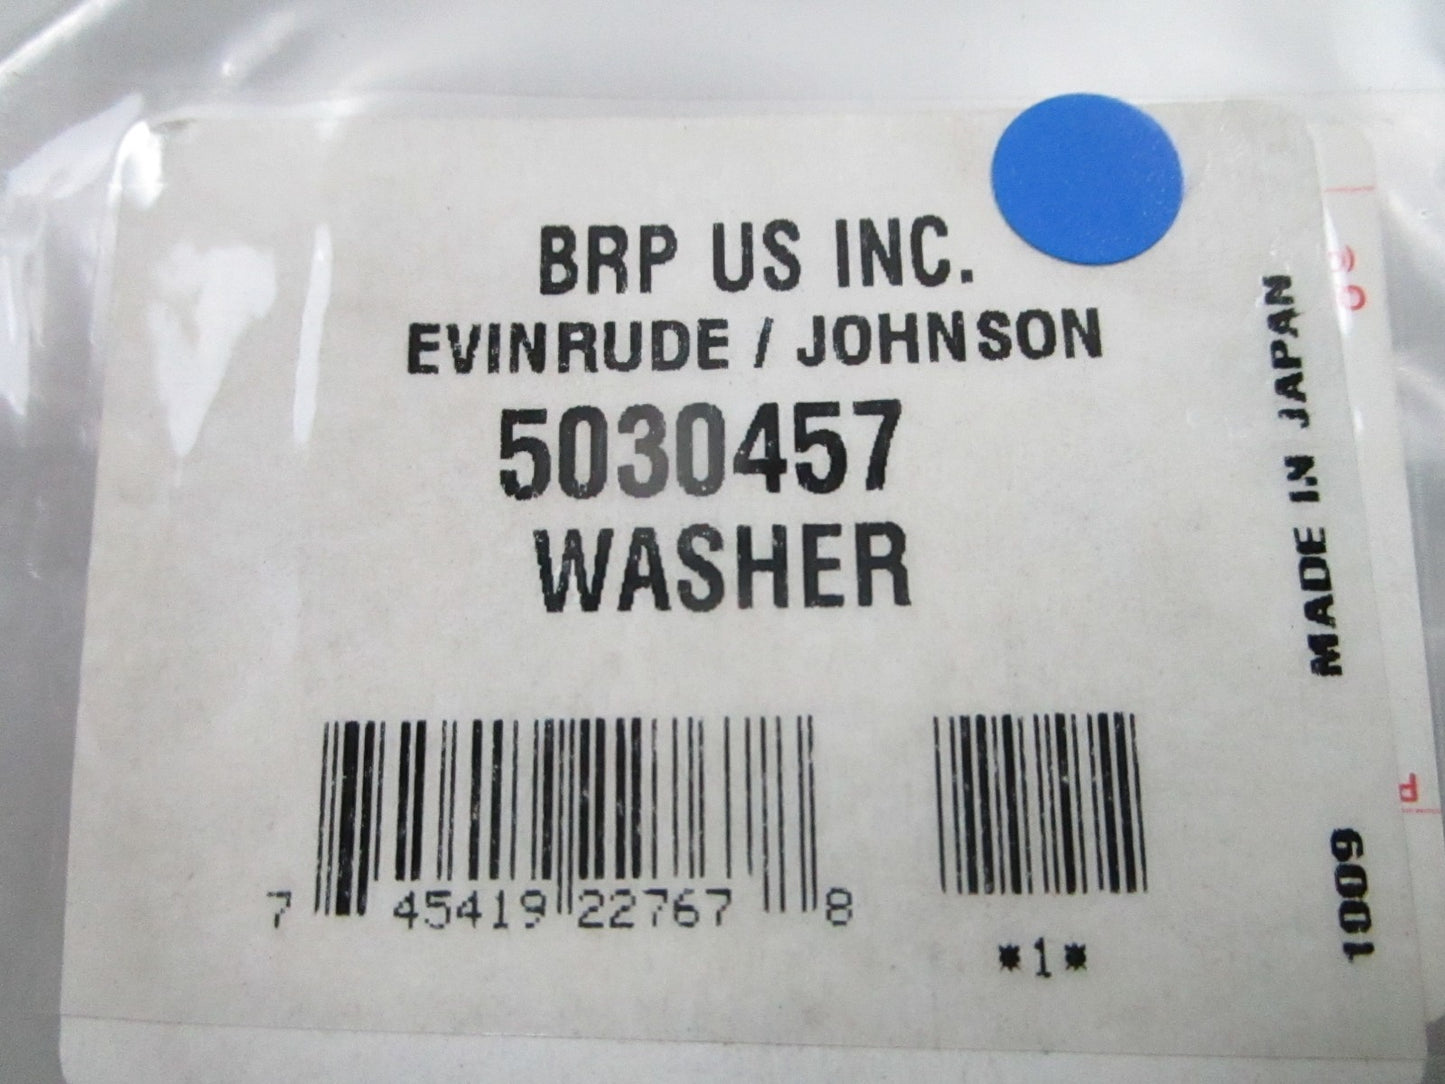 BRP US INC.
EVINRUDE / JOHNSON
5030457
WASHER
7 45419 22767 8
*1*
MADE IN JAPAN
1009